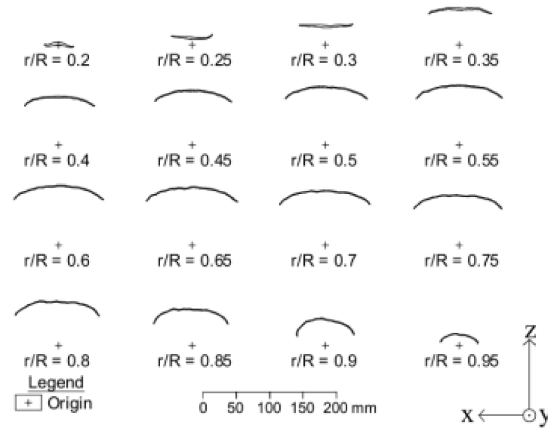 r/R = 0.2 r/R = 0.25 r/R = 0.3 r/R = 0.35
r/R = 0.4 r/R = 0.45 r/R = 0.5 r/R = 0.55
r/R = 0.6 r/R = 0.65 r/R = 0.7 r/R = 0.75
r/R = 0.8 r/R = 0.85 r/R = 0.9 r/R = 0.95
Legend
+ Origin
0 50 100 150 200 mm
z
x y